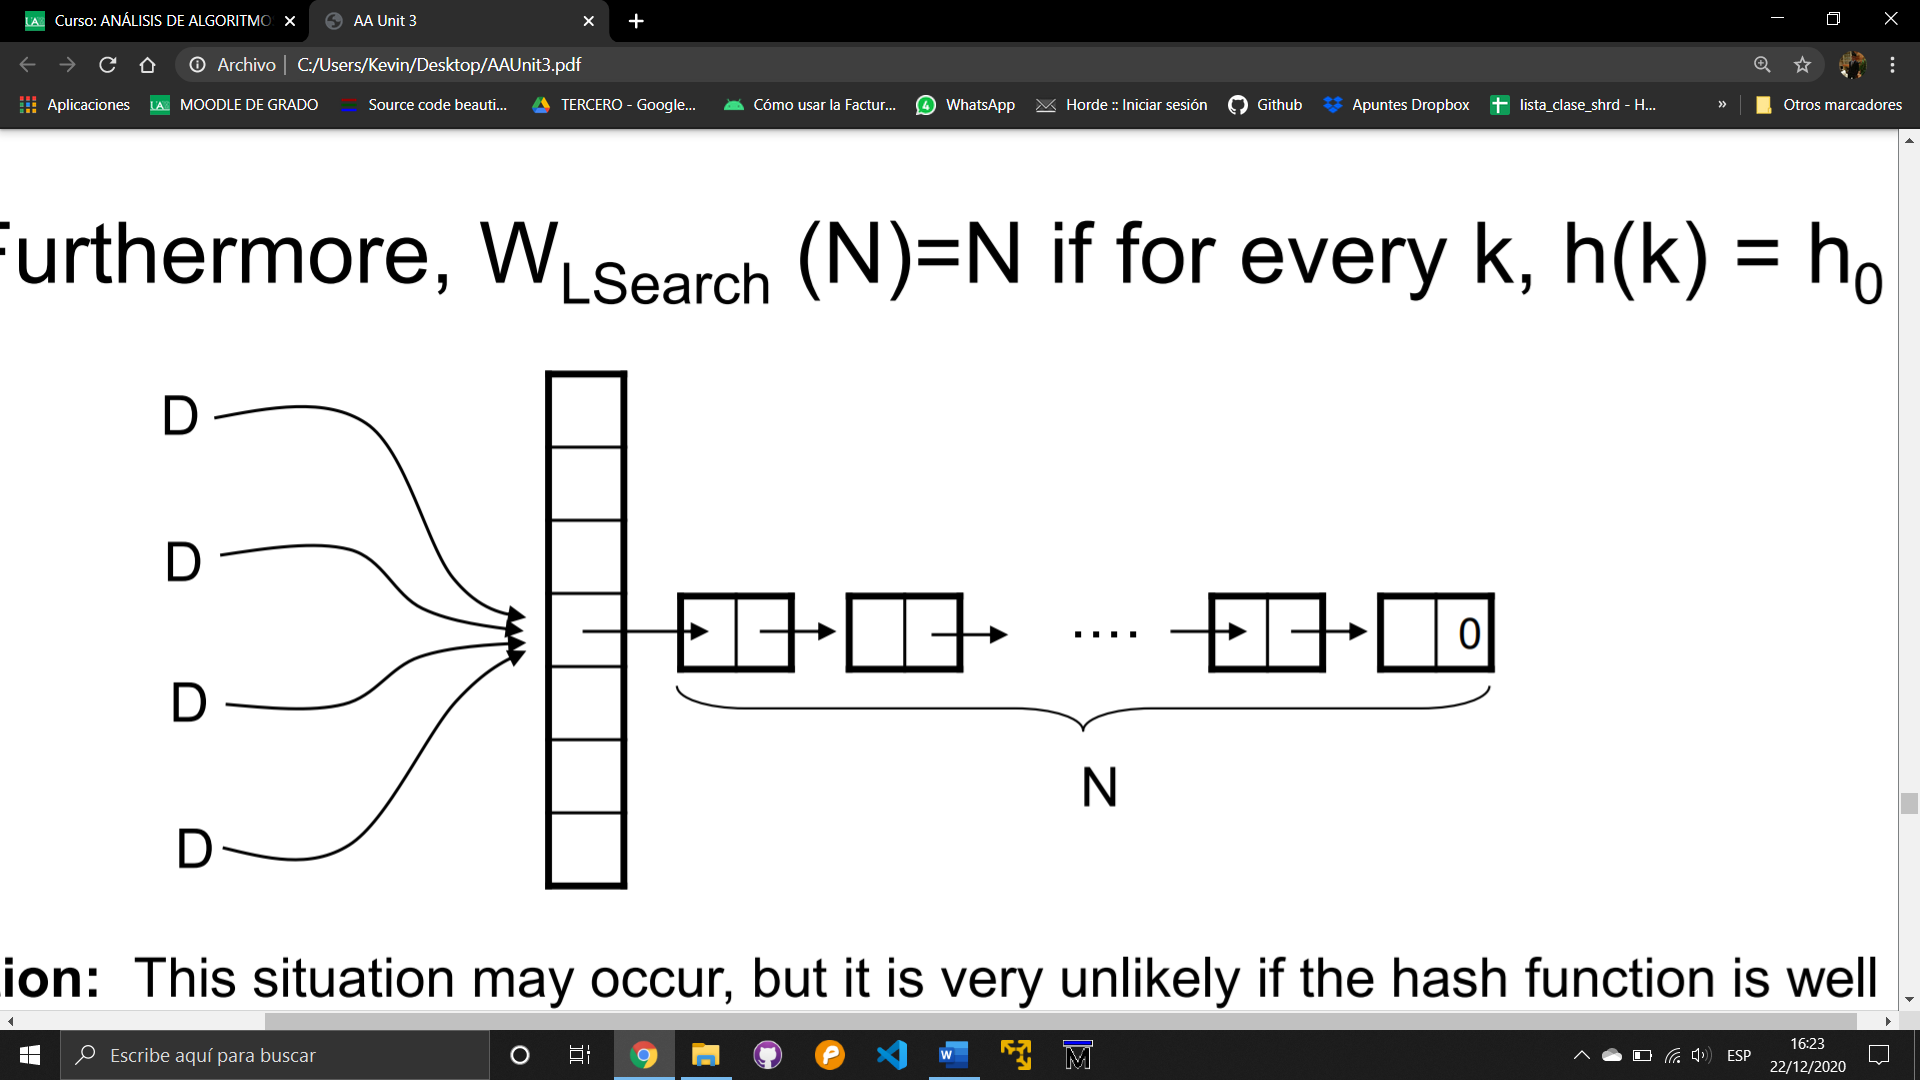 Curso: ANÁLISIS DE ALGORITMO
AA Unit 3
Archivo
C:/Users/Kevin/Desktop/AAUnit3.pdf
Aplicaciones
MOODLE DE GRADO
Source code beauti...
TERCERO - Google...
Cómo usar la Factur...
WhatsApp
Horde :: Iniciar sesión
Github
Apuntes Dropbox
lista_clase_shrd - H...
»
Otros marcadores
Furthermore, W_LSearch (N)=N if for every k, h(k) = h_0
D
D
D
D
....
0
N
ion: This situation may occur, but it is very unlikely if the hash function is well
Escribe aquí para buscar
ESP
16:23
22/12/2020